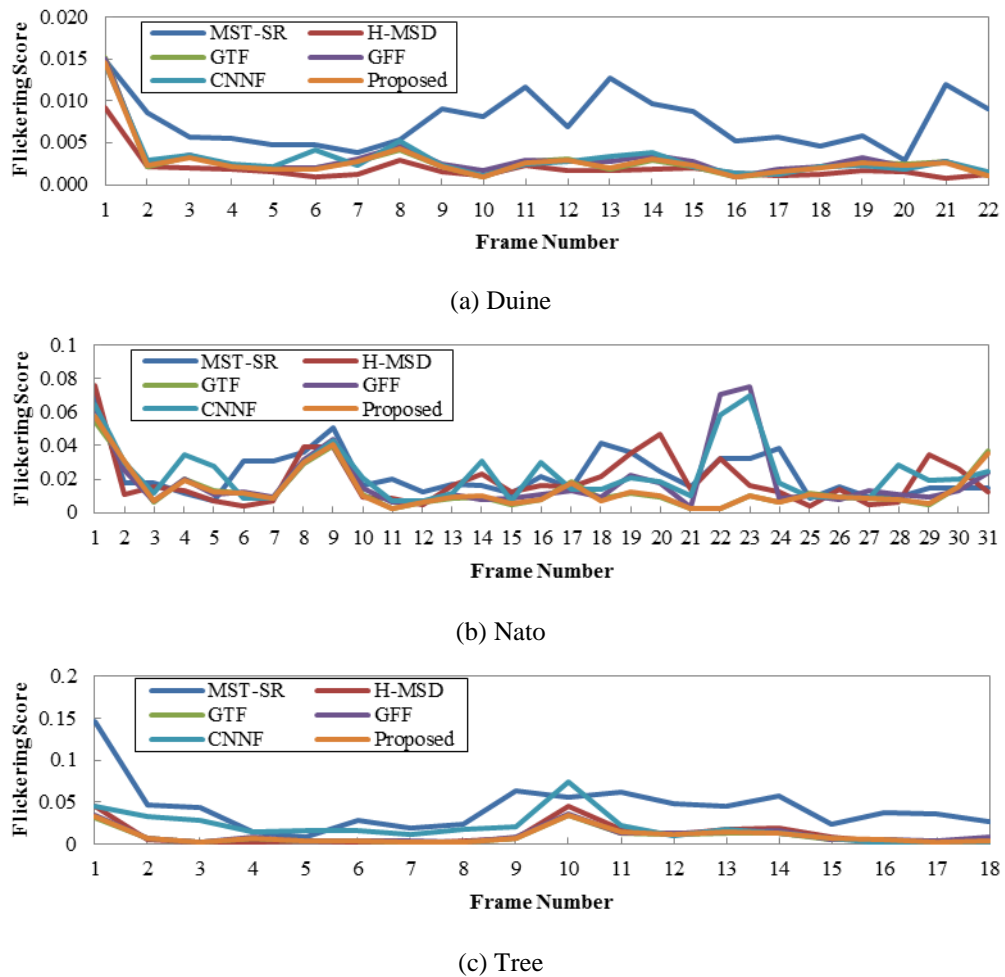 0.020
0.015
0.010
0.005
0.000
Flickering Score
MST-SR H-MSD
GTF GFF
CNNF Proposed
1 2 3 4 5 6 7 8 9 10 11 12 13 14 15 16 17 18 19 20 21 22
Frame Number
(a) Duine
0.1
0.08
0.06
0.04
0.02
0
Flickering Score
MST-SR H-MSD
GTF GFF
CNNF Proposed
1 2 3 4 5 6 7 8 9 10 11 12 13 14 15 16 17 18 19 20 21 22 23 24 25 26 27 28 29 30 31
Frame Number
(b) Nato
0.2
0.15
0.1
0.05
0
Flickering Score
MST-SR H-MSD
GTF GFF
CNNF Proposed
1 2 3 4 5 6 7 8 9 10 11 12 13 14 15 16 17 18
Frame Number
(c) Tree